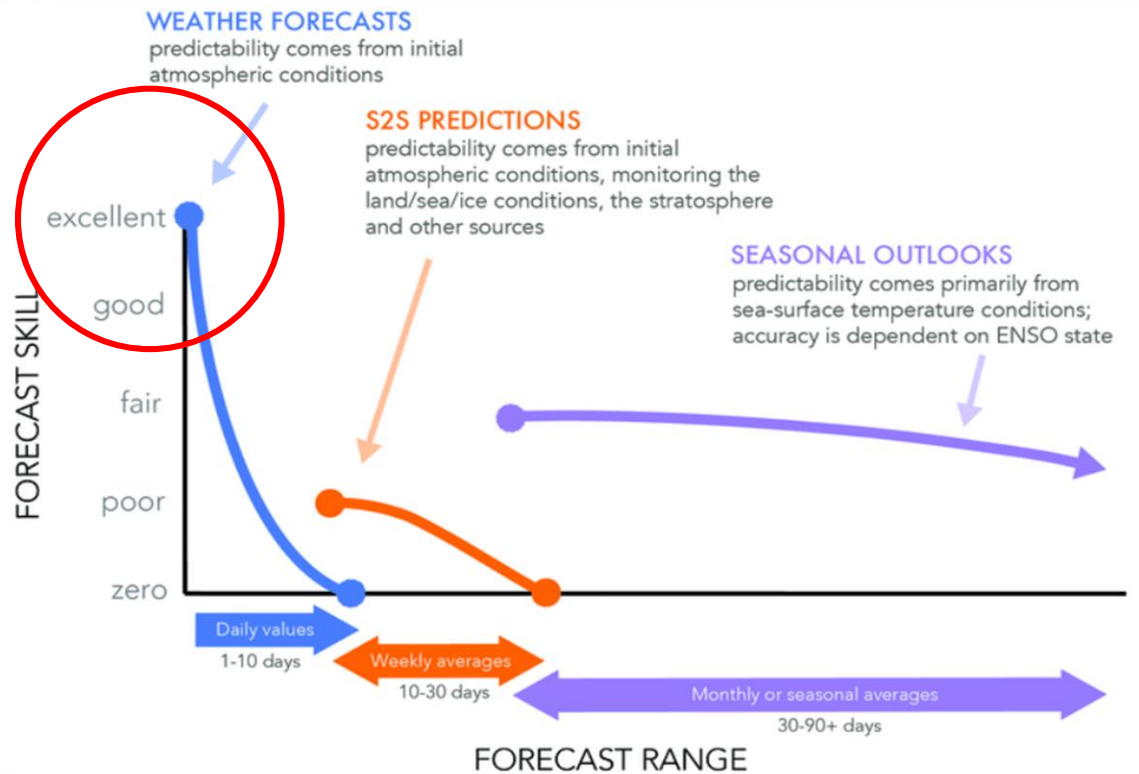 WEATHER FORECASTS
predictability comes from initial
atmospheric conditions
S2S PREDICTIONS
predictability comes from initial
atmospheric conditions, monitoring the
land/sea/ice conditions, the stratosphere
and other sources
SEASONAL OUTLOOKS
predictability comes primarily from
sea-surface temperature conditions;
accuracy is dependent on ENSO state
FORECAST SKILL
excellent
good
fair
poor
zero
Daily values
1-10 days
Weekly averages
10-30 days
Monthly or seasonal averages
30-90+ days
FORECAST RANGE